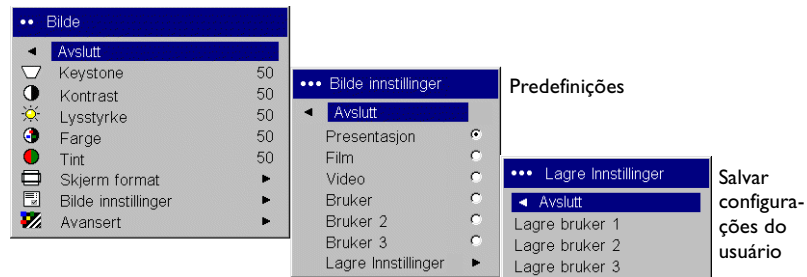 Bilde
Avslutt
Keystone 50
Kontrast 50
Lysstyrke 50
Farge 50
Tint 50
Skjerm format
Bilde innstillinger
Avansert
Bilde innstillinger
Avslutt
Presentasjon
Film
Video
Bruker
Bruker 2
Bruker 3
Lagre Innstillinger
Predefinições
Lagre Innstillinger
Avslutt
Lagre bruker 1
Lagre bruker 2
Lagre bruker 3
Salvar
configura-
ções do
usuário